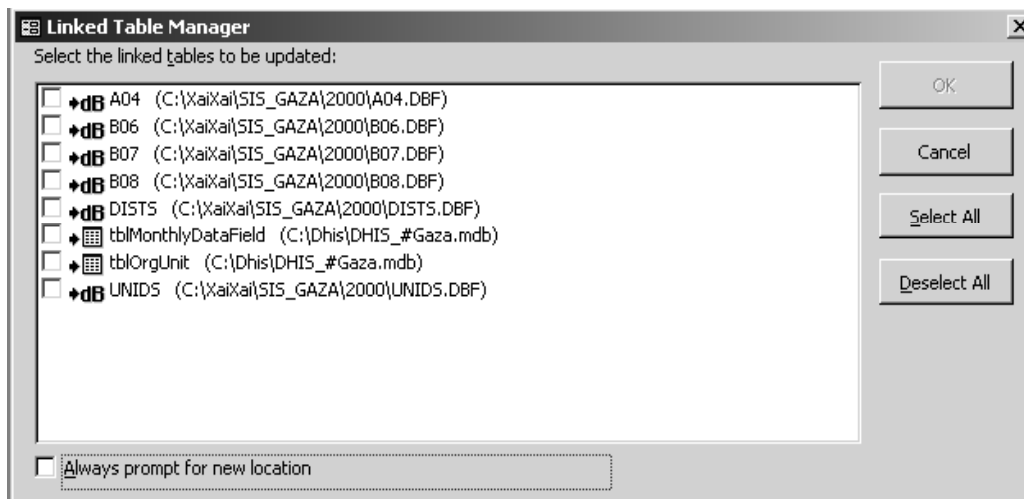 Linked Table Manager
Select the linked tables to be updated:
dB A04 (C:\XaiXai\SIS_GAZA\2000\A04.DBF)
dB B06 (C:\XaiXai\SIS_GAZA\2000\B06.DBF)
dB B07 (C:\XaiXai\SIS_GAZA\2000\B07.DBF)
dB B08 (C:\XaiXai\SIS_GAZA\2000\B08.DBF)
dB DISTS (C:\XaiXai\SIS_GAZA\2000\DISTS.DBF)
tblMonthlyDataField (C:\Dhis\DHIS_#Gaza.mdb)
tblOrgUnit (C:\Dhis\DHIS_#Gaza.mdb)
dB UNIDS (C:\XaiXai\SIS_GAZA\2000\UNIDS.DBF)
Always prompt for new location
OK
Cancel
Select All
Deselect All